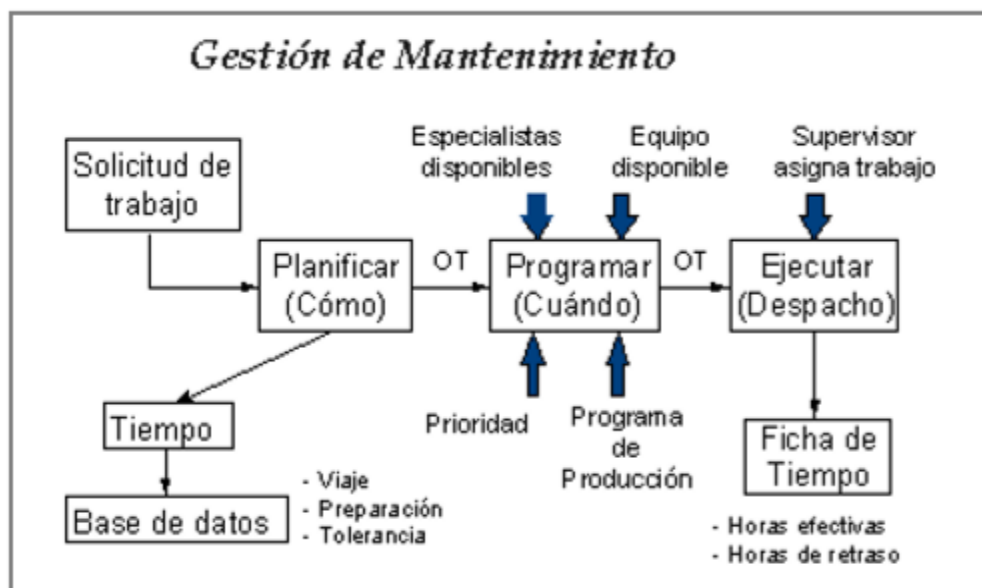 Gestión de Mantenimiento
Solicitud de
trabajo
Especialistas
disponibles
Equipo
disponible
Supervisor
asigna trabajo
Planificar
(Cómo)
OT
Programar
(Cuándo)
OT
Ejecutar
(Despacho)
Tiempo
Base de datos
- Viaje
- Preparación
- Tolerancia
Prioridad
Programa
de
Producción
Ficha de
Tiempo
- Horas efectivas
- Horas de retraso